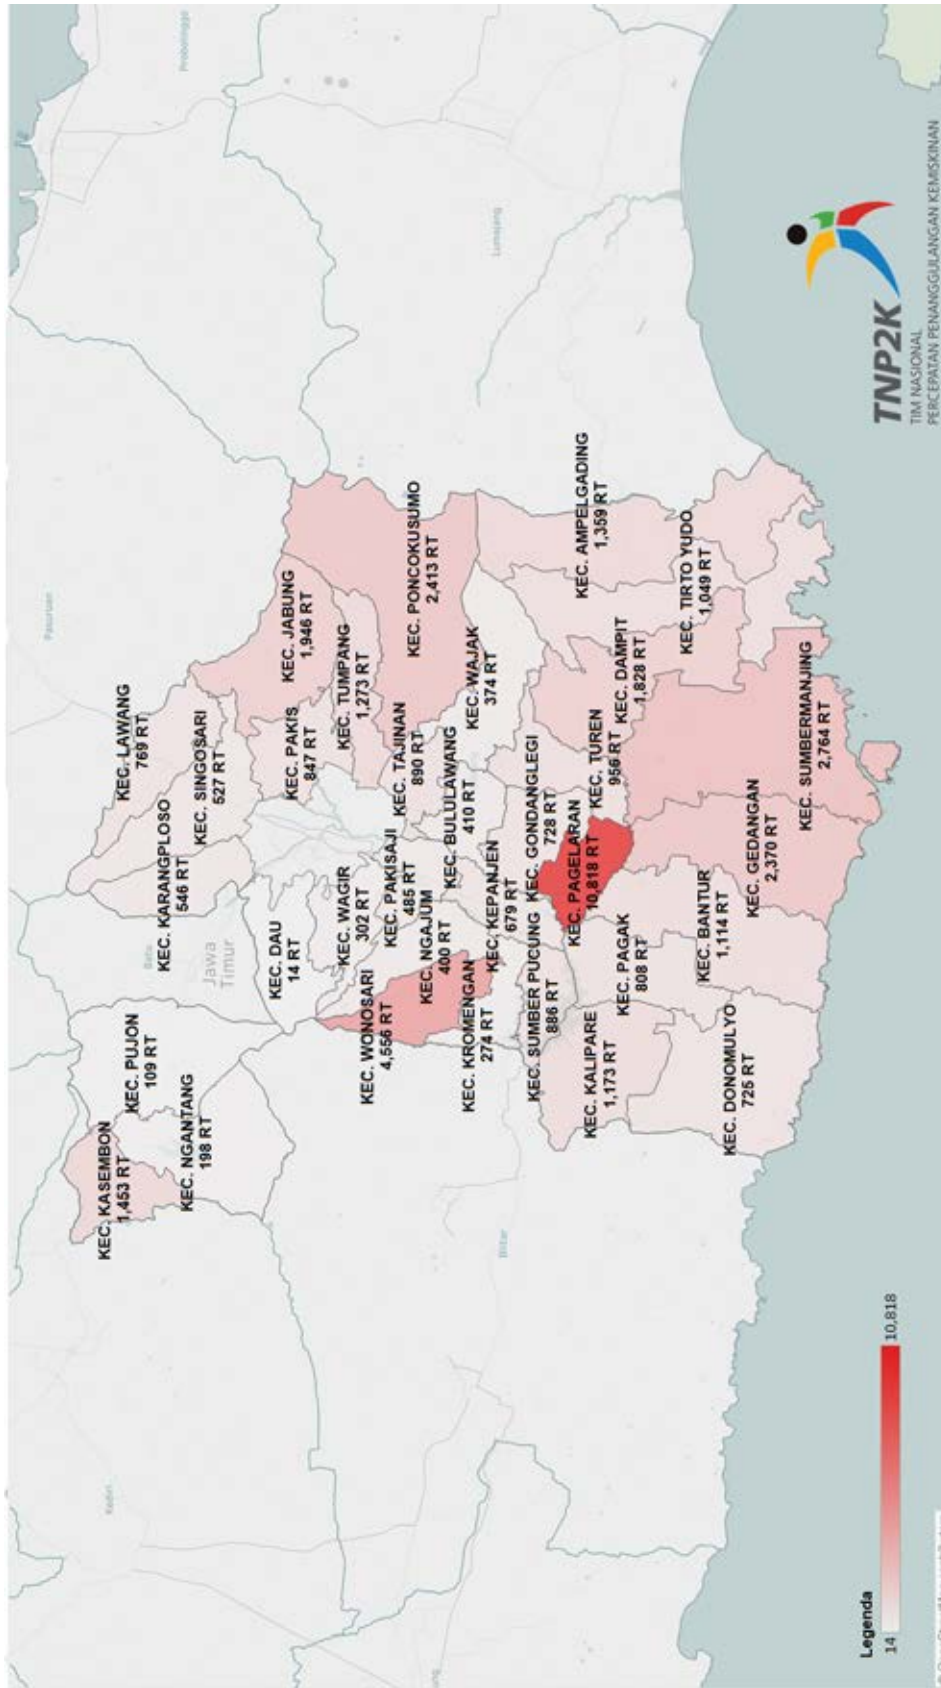 Pasuruan
KEC. KASEMBON
1,453 RT
Kediri
KEC. LAWANG
769 RT
KEC. PUJON
109 RT
Batu
KEC. KARANGPLOSO
546 RT
Probolinggo
KEC. NGANTANG
198 RT
KEC. SINGOSARI
527 RT
Jawa
Timur
KEC. DAU
14 RT
KEC. PAKIS
847 RT
KEC. JABUNG
1,946 RT
KEC. WAGIR
302 RT
KEC. TUMPANG
1,273 RT
KEC. WONOSARI
4,556 RT
KEC. PAKISAJI
485 RT
KEC. TAJINAN
890 RT
KEC. PONCOKUSUMO
2,413 RT
KEC. NGAJUM
400 RT
KEC. BULULAWANG
410 RT
KEC. KROMENGAN
274 RT
KEC. WAJAK
374 RT
KEC. KEPANJEN
679 RT
Lumajang
Blitar
KEC. SUMBER PUCUNG
886 RT
KEC. GONDANGLEGI
728 RT
KEC. PAGELARAN
10,818 RT
KEC. AMPELGADING
1,359 RT
KEC. KALIPARE
1,173 RT
KEC. TUREN
956 RT
KEC. DAMPIT
1,828 RT
KEC. PAGAK
808 RT
KEC. TIRTO YUDO
1,049 RT
KEC. BANTUR
1,114 RT
KEC. DONOMULYO
725 RT
KEC. GEDANGAN
2,370 RT
KEC. SUMBERMANJING
2,764 RT
Legenda
14
10,818
TNP2K
TIM NASIONAL
PERCEPATAN PENANGGULANGAN KEMISKINAN